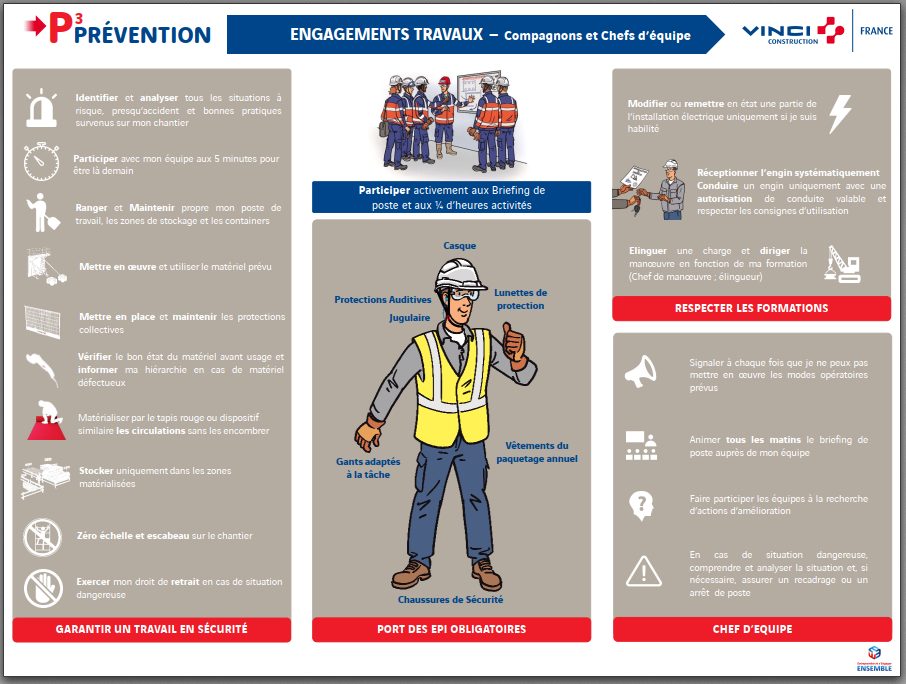 P³ PRÉVENTION
ENGAGEMENTS TRAVAUX – Compagnons et Chefs d'équipe
VINCI
CONSTRUCTION
FRANCE
Identifier et analyser tous les situations à
risque, presqu'accident et bonnes pratiques
survenus sur mon chantier
Participer avec mon équipe aux 5 minutes pour
être là demain
Ranger et Maintenir propre mon poste de
travail, les zones de stockage et les containers
Mettre en œuvre et utiliser le matériel prévu
Mettre en place et maintenir les protections
collectives
Vérifier le bon état du matériel avant usage et
informer ma hiérarchie en cas de matériel
défectueux
Matérialiser par le tapis rouge ou dispositif
similaire les circulations sans les encombrer
Stocker uniquement dans les zones
matérialisées
Zéro échelle et escabeau sur le chantier
Exercer mon droit de retrait en cas de situation
dangereuse
GARANTIR UN TRAVAIL EN SÉCURITÉ
Participer activement aux Briefing de
poste et aux ¼ d'heures activités
Casque
Protections Auditives
Jugulaire
Lunettes de
protection
Gants adaptés
à la tâche
Vêtements du
paquetage annuel
Chaussures de Sécurité
PORT DES EPI OBLIGATOIRES
Modifier ou remettre en état une partie de
l'installation électrique uniquement si je suis
habilité
Réceptionner l'engin systématiquement
Conduire un engin uniquement avec une
autorisation de conduite valable et
respecter les consignes d'utilisation
Elinguer une charge et diriger la
manœuvre en fonction de ma formation
(Chef de manœuvre ; élingueur)
RESPECTER LES FORMATIONS
Signaler à chaque fois que je ne peux pas
mettre en œuvre les modes opératoires
prévus
Animer tous les matins le briefing de
poste auprès de mon équipe
Faire participer les équipes à la recherche
d'actions d'amélioration
En cas de situation dangereuse,
comprendre et analyser la situation et, si
nécessaire, assurer un recadrage ou un
arrêt de poste
CHEF D'EQUIPE
ENSEMBLE